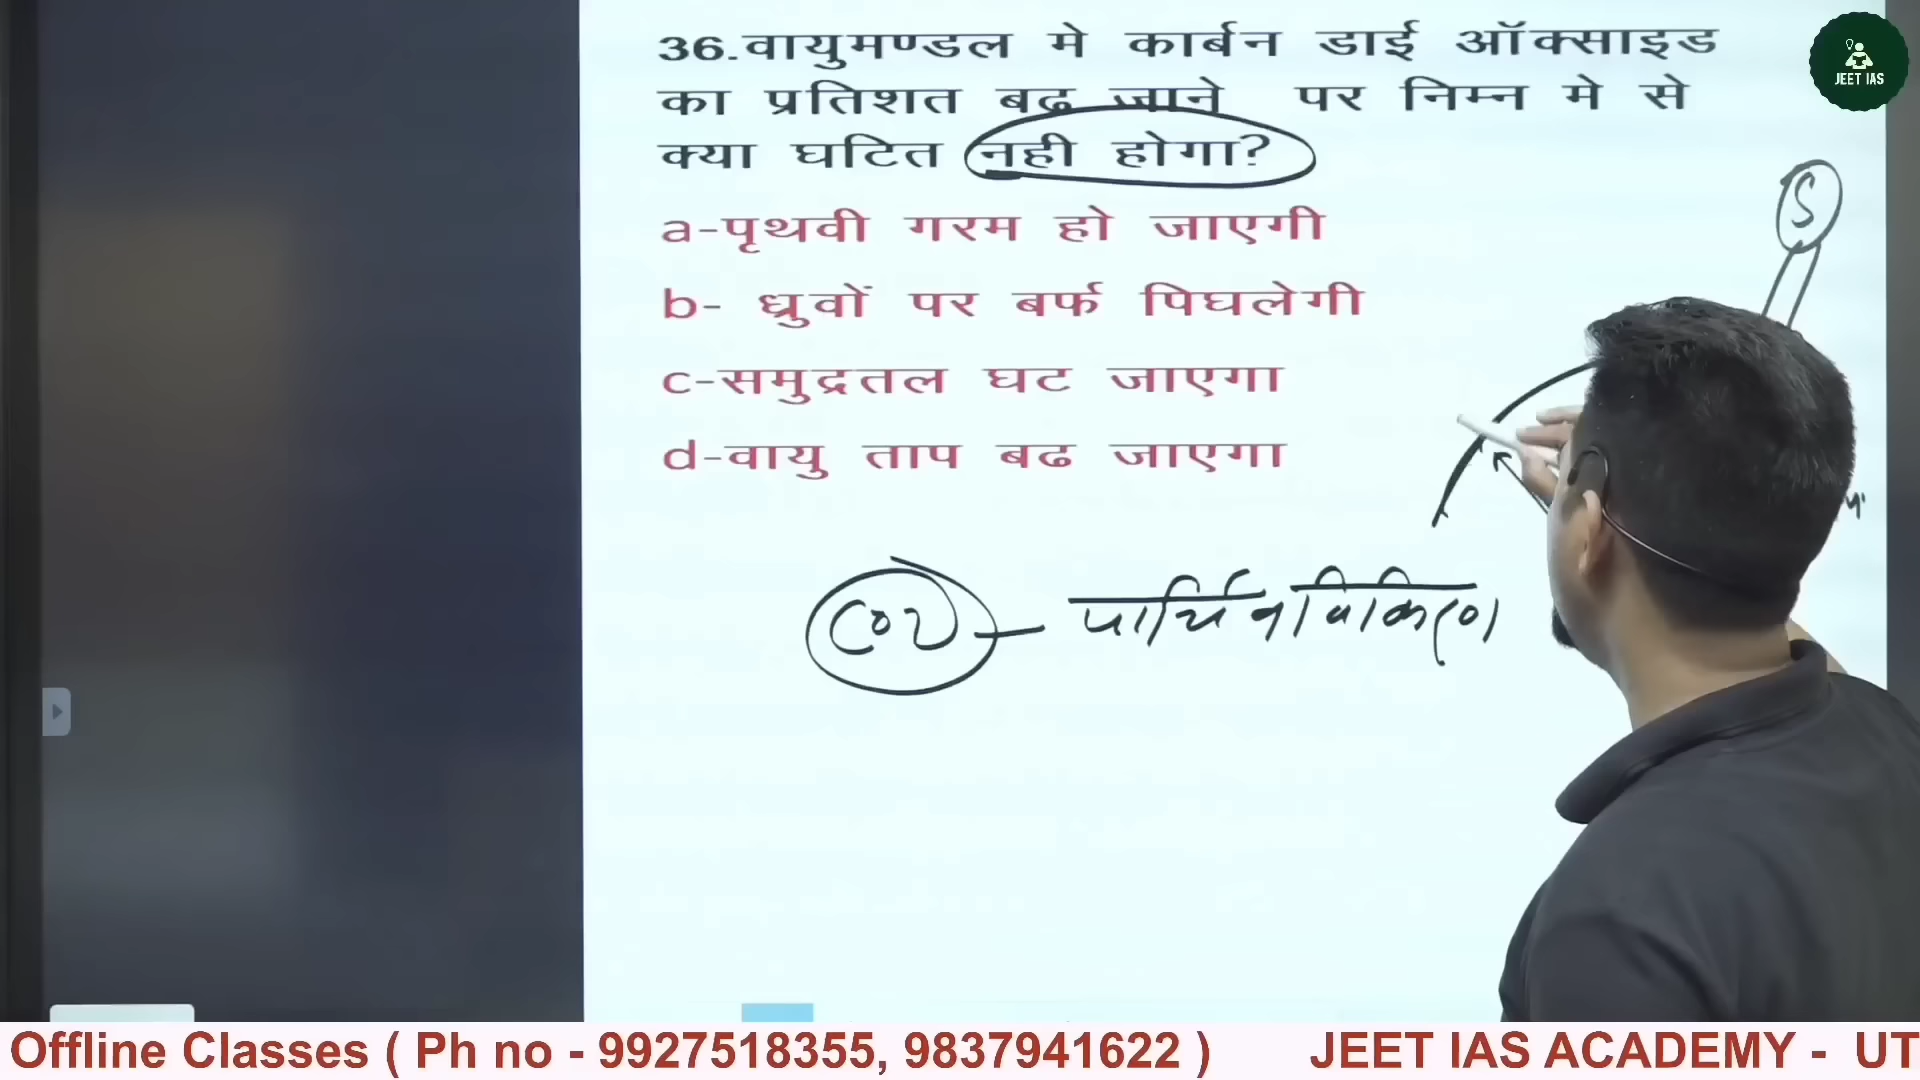 36.वायुमण्डल मे कार्बन डाई ऑक्साइड
का प्रतिशत बढ जाने पर निम्न मे से
क्या घटित नही होगा?
a-पृथवी गरम हो जाएगी
b- ध्रुवों पर बर्फ पिघलेगी
c-समुद्रतल घट जाएगा
d-वायु ताप बढ जाएगा
S
CO2 - पार्थिव विकिरण
JEET IAS
Offline Classes ( Ph no - 9927518355, 9837941622 ) JEET IAS ACADEMY - UT